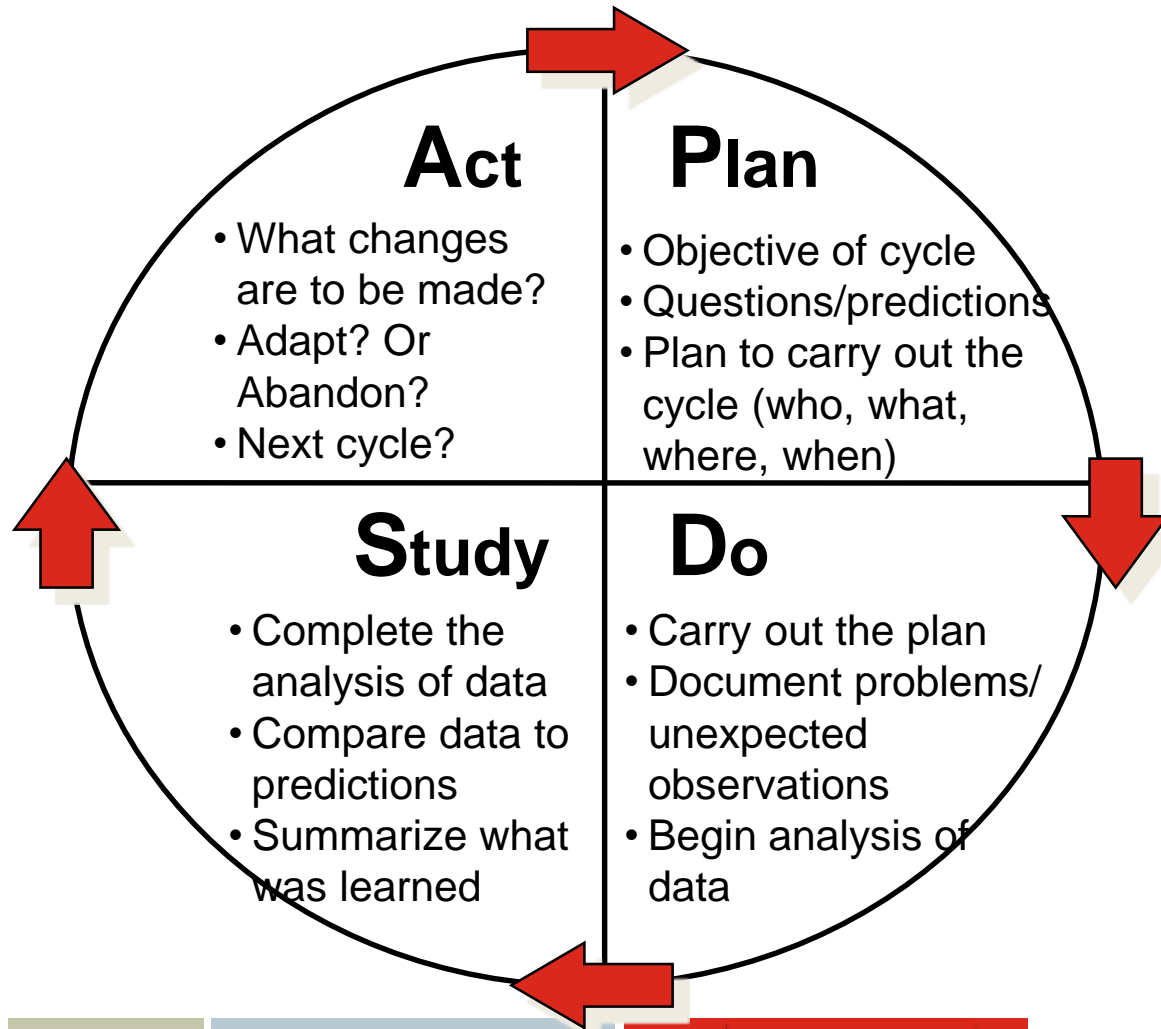 Act
• What changes
are to be made?
• Adapt? Or
Abandon?
• Next cycle?
Plan
• Objective of cycle
• Questions/predictions
• Plan to carry out the
cycle (who, what,
where, when)
Study
• Complete the
analysis of data
• Compare data to
predictions
• Summarize what
was learned
Do
• Carry out the plan
• Document problems/
unexpected
observations
• Begin analysis of
data